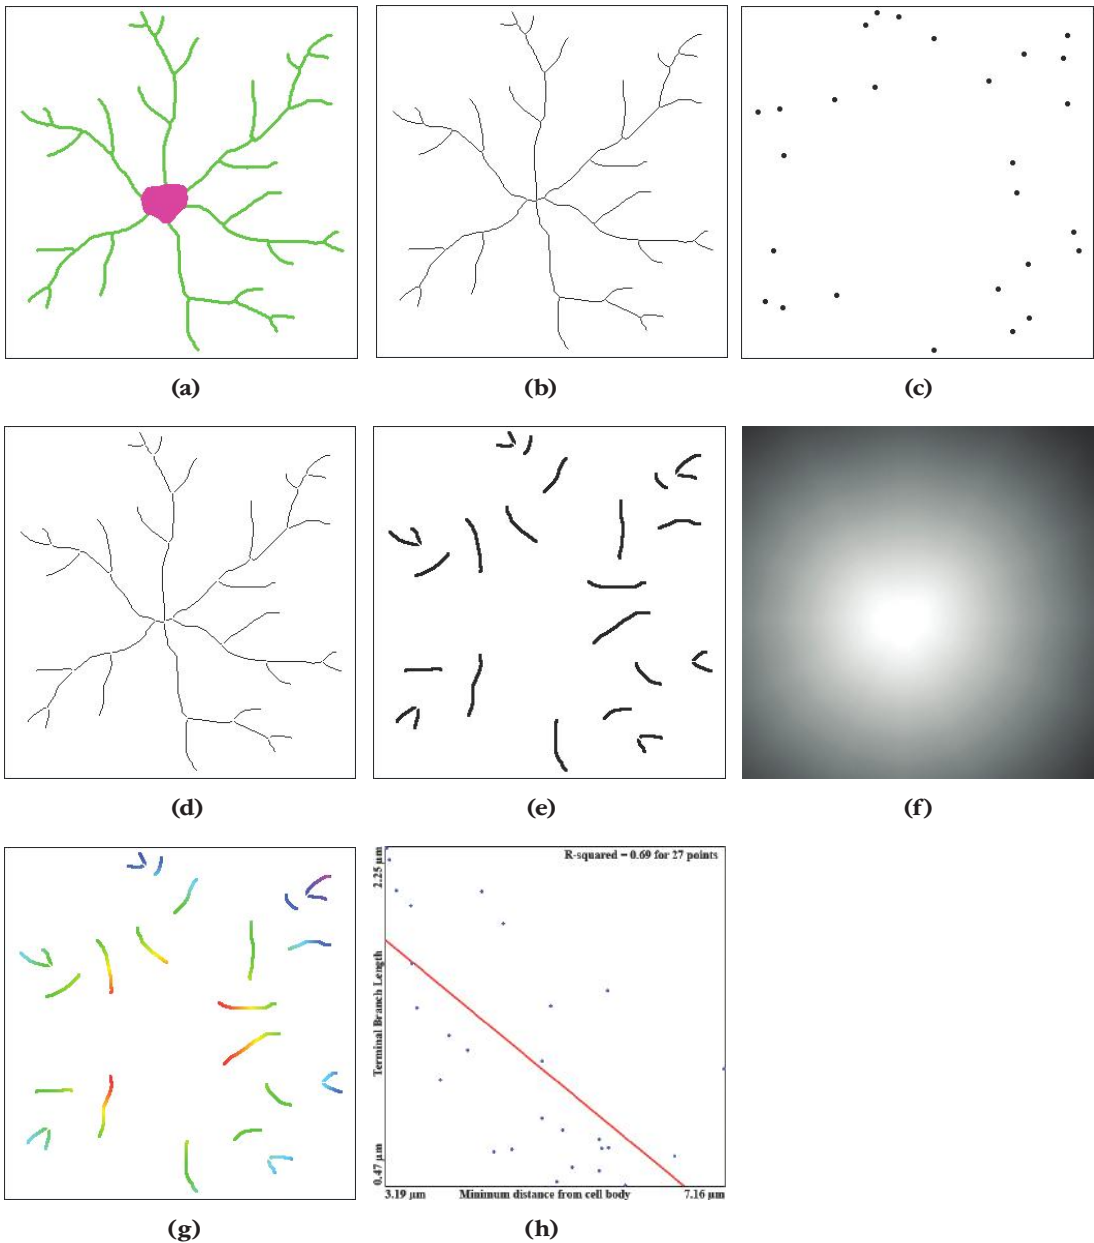 (a)
(b)
(c)
(d)
(e)
(f)
R-squared = 0.69 for 27 points
2.25 µm
Terminal Branch Length
0.47 µm
3.19 µm
Minimum distance from cell body
7.16 µm
(g)
(h)